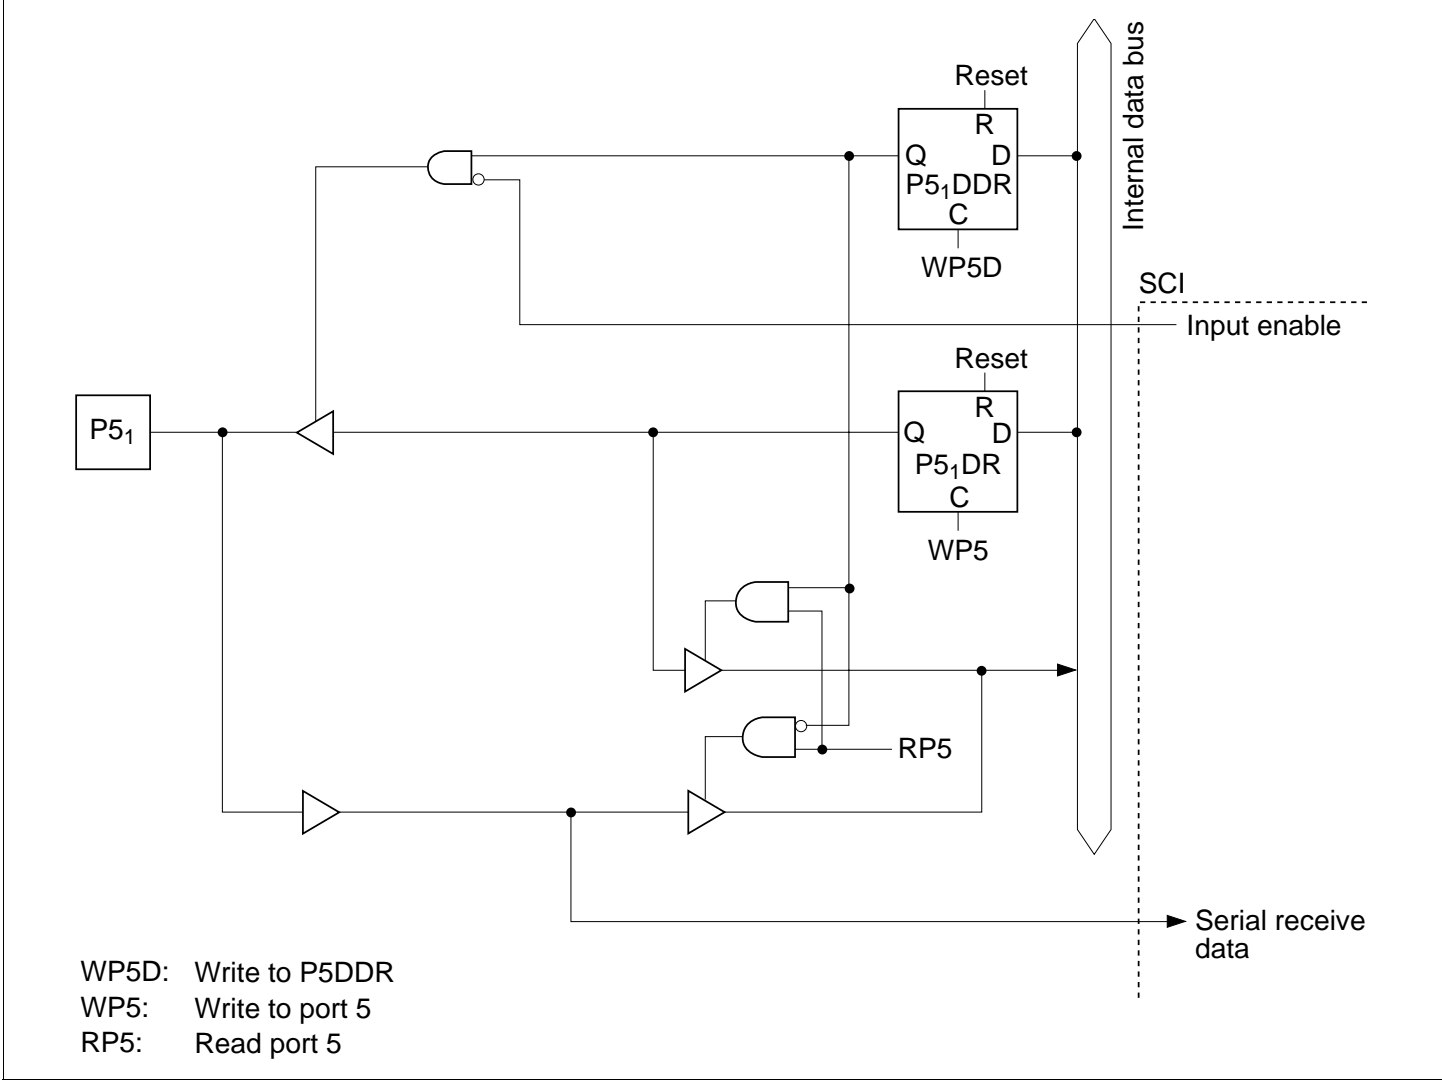 Internal data bus
Reset
R
Q D
P5₁DDR
C
WP5D
SCI
Input enable
Reset
R
P5₁
Q D
P5₁DR
C
WP5
RP5
Serial receive
data
WP5D: Write to P5DDR
WP5: Write to port 5
RP5: Read port 5